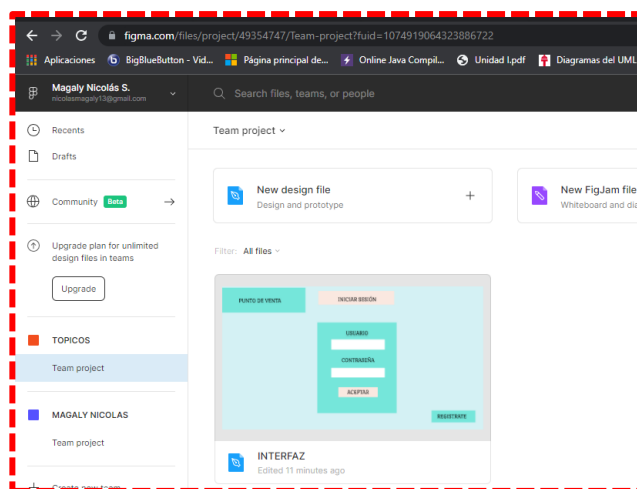 figma.com/files/project/49354747/Team-project?fuid=1074919064323886722
Aplicaciones BigBlueButton - Vid... Página principal de... Online Java Compil... Unidad I.pdf Diagramas del UML
Magaly Nicolás S.
nicolasmagaly13@gmail.com
Search files, teams, or people
Recents
Drafts
Community Beta
Upgrade plan for unlimited
design files in teams
Upgrade
TOPICOS
Team project
MAGALY NICOLAS
Team project
Create new team
Team project
New design file
Design and prototype
New FigJam file
Whiteboard and dia
Filter: All files
PUNTO DE VENTA
INICIAR SESIÓN
USUARIO
CONTRASEÑA
ACEPTAR
REGISTRATE
INTERFAZ
Edited 11 minutes ago